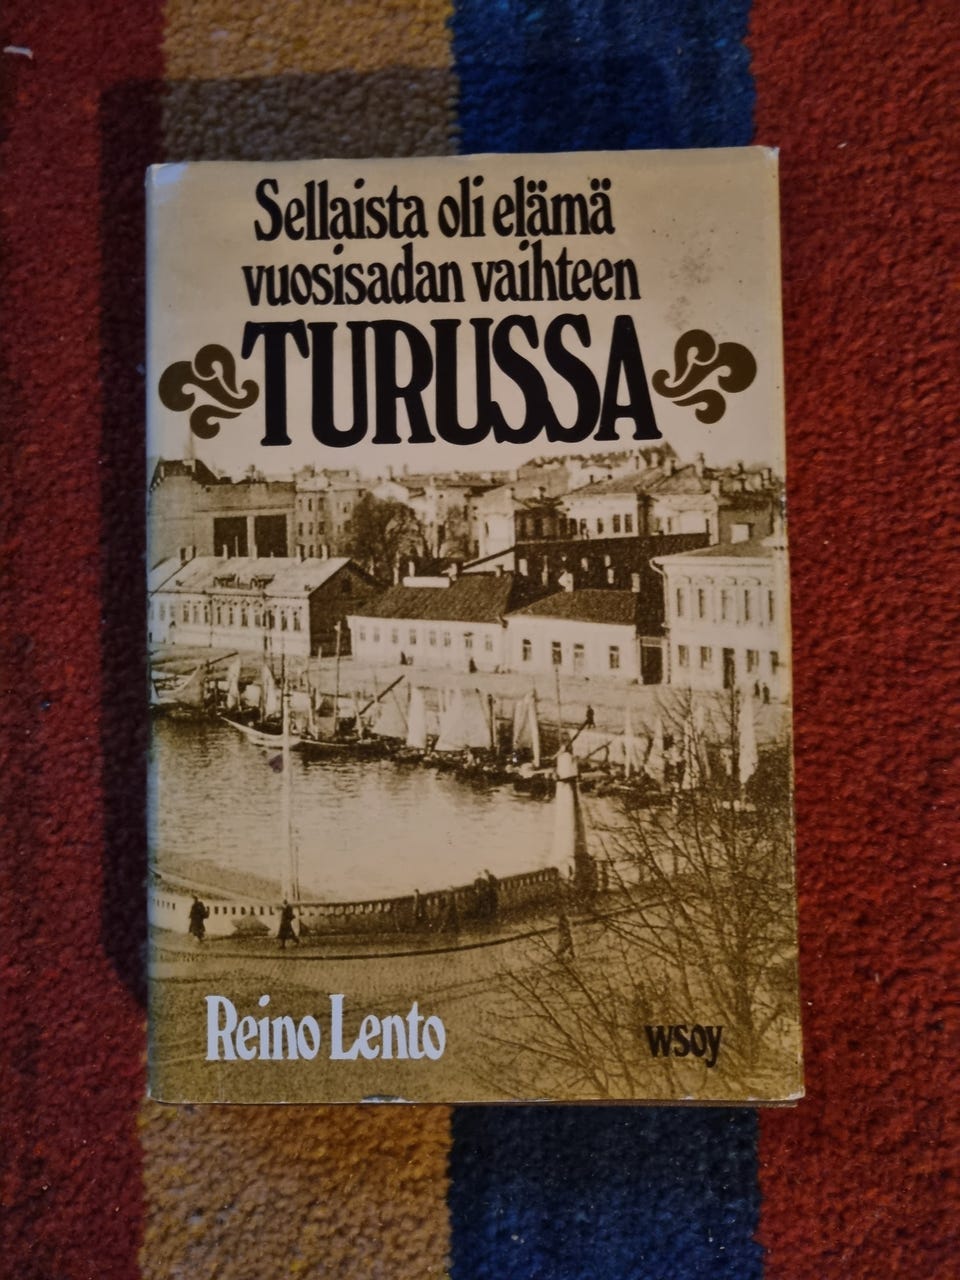 Sellaista oli elämä
vuosisadan vaihteen
TURUSSA
Reino Lento
wsoy